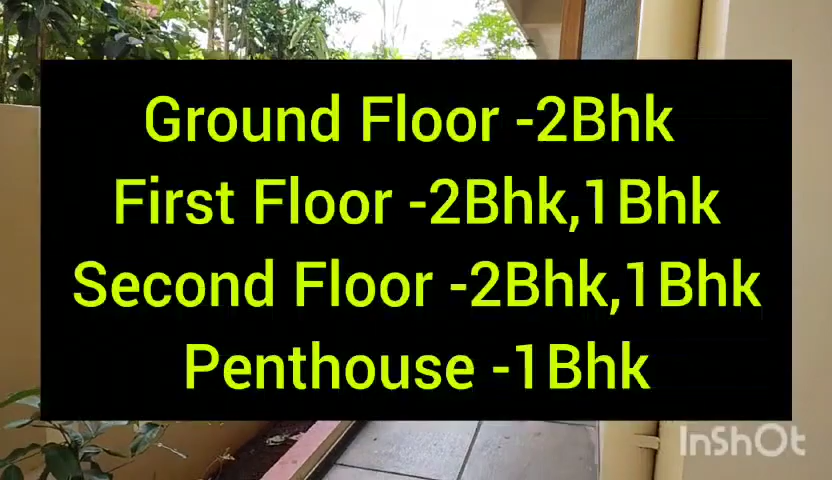 Ground Floor -2Bhk
First Floor -2Bhk,1Bhk
Second Floor -2Bhk,1Bhk
Penthouse -1Bhk
InShOt